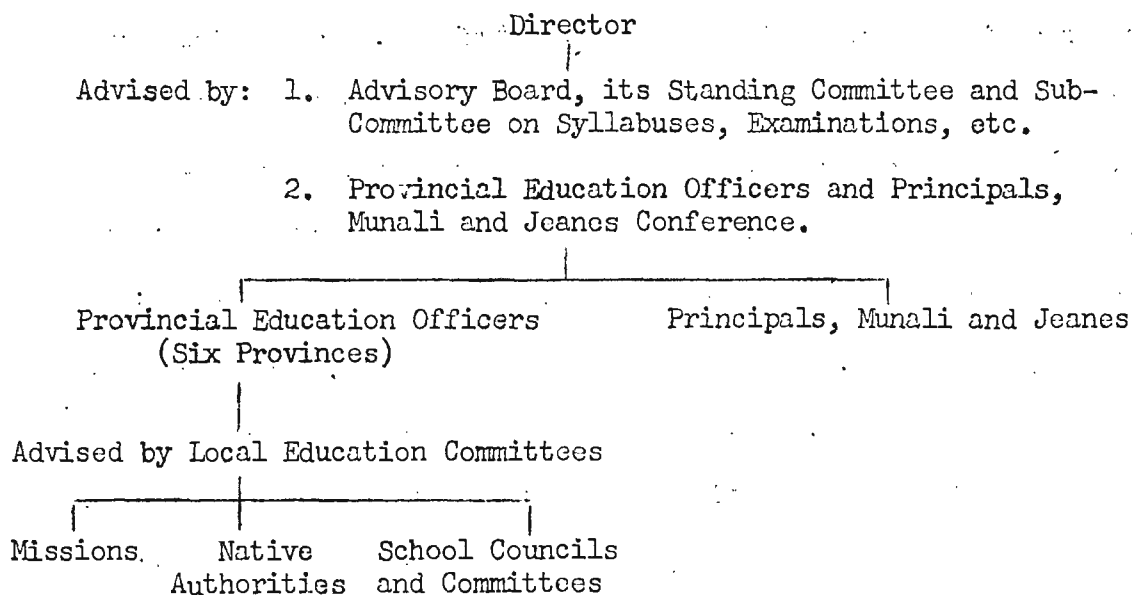 Director
Advised by: 1. Advisory Board, its Standing Committee and Sub-
Committee on Syllabuses, Examinations, etc.
2. Provincial Education Officers and Principals,
Munali and Jeanes Conference.
Provincial Education Officers
(Six Provinces)
Principals, Munali and Jeanes
Advised by Local Education Committees
Missions.
Native
Authorities
School Councils
and Committees